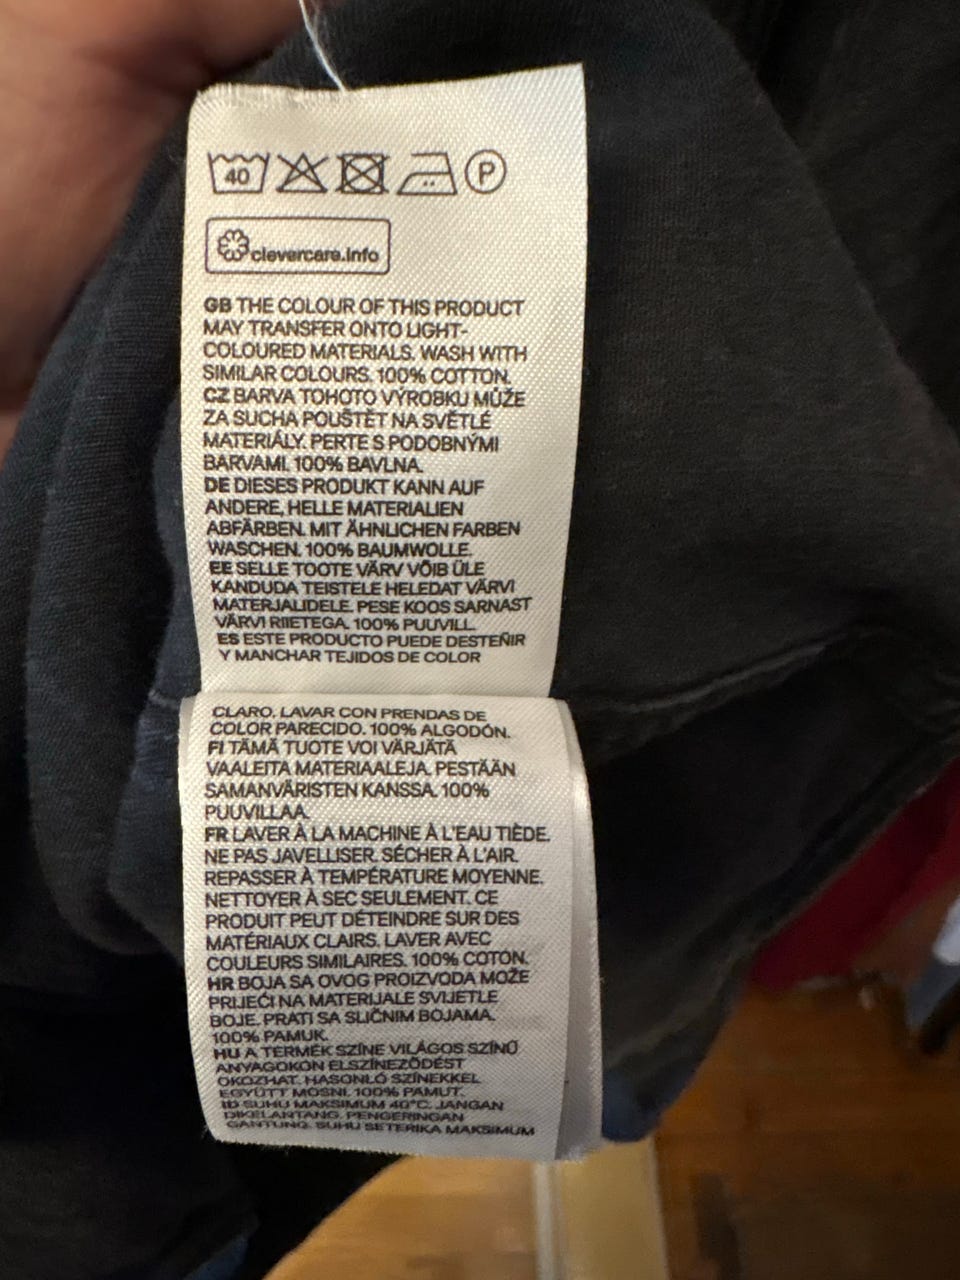 40 P
clevercare.info
GB THE COLOUR OF THIS PRODUCT
MAY TRANSFER ONTO LIGHT-
COLOURED MATERIALS. WASH WITH
SIMILAR COLOURS. 100% COTTON.
CZ BARVA TOHOTO VÝROBKU MŮŽE
ZA SUCHA POUŠTĚT NA SVĚTLÉ
MATERIÁLY. PERTE S PODOBNÝMI
BARVAMI. 100% BAVLNA.
DE DIESES PRODUKT KANN AUF
ANDERE, HELLE MATERIALIEN
ABFÄRBEN. MIT ÄHNLICHEN FARBEN
WASCHEN. 100% BAUMWOLLE.
EE SELLE TOOTE VÄRV VÕIB ÜLE
KANDUDA TEISTELE HELEDAT VÄRVI
MATERJALIDELE. PESE KOOS SARNAST
VÄRVI RIIETEGA. 100% PUUVILL.
ES ESTE PRODUCTO PUEDE DESTEÑIR
Y MANCHAR TEJIDOS DE COLOR
CLARO. LAVAR CON PRENDAS DE
COLOR PARECIDO. 100% ALGODÓN.
FI TÄMÄ TUOTE VOI VÄRJÄTÄ
VAALEITA MATERIAALEJA. PESTÄÄN
SAMANVÄRISTEN KANSSA. 100%
PUUVILLAA.
FR LAVER À LA MACHINE À L'EAU TIÈDE.
NE PAS JAVELLISER. SÉCHER À L'AIR.
REPASSER À TEMPÉRATURE MOYENNE.
NETTOYER À SEC SEULEMENT. CE
PRODUIT PEUT DÉTEINDRE SUR DES
MATÉRIAUX CLAIRS. LAVER AVEC
COULEURS SIMILAIRES. 100% COTON.
HR BOJA SA OVOG PROIZVODA MOŽE
PRIJEĆI NA MATERIJALE SVIJETLE
BOJE. PRATI SA SLIČNIM BOJAMA.
100% PAMUK.
HU A TERMÉK SZÍNE VILÁGOS SZÍNŰ
ANYAGOKON ELSZÍNEZŐDÉST
OKOZHAT. HASONLÓ SZÍNEKKEL
EGYÜTT MOSNI. 100% PAMUT.
ID SUHU MAKSIMUM 40°C. JANGAN
DIKELANTANG. PENGERINGAN
GANTUNG. SUHU SETERIKA MAKSIMUM